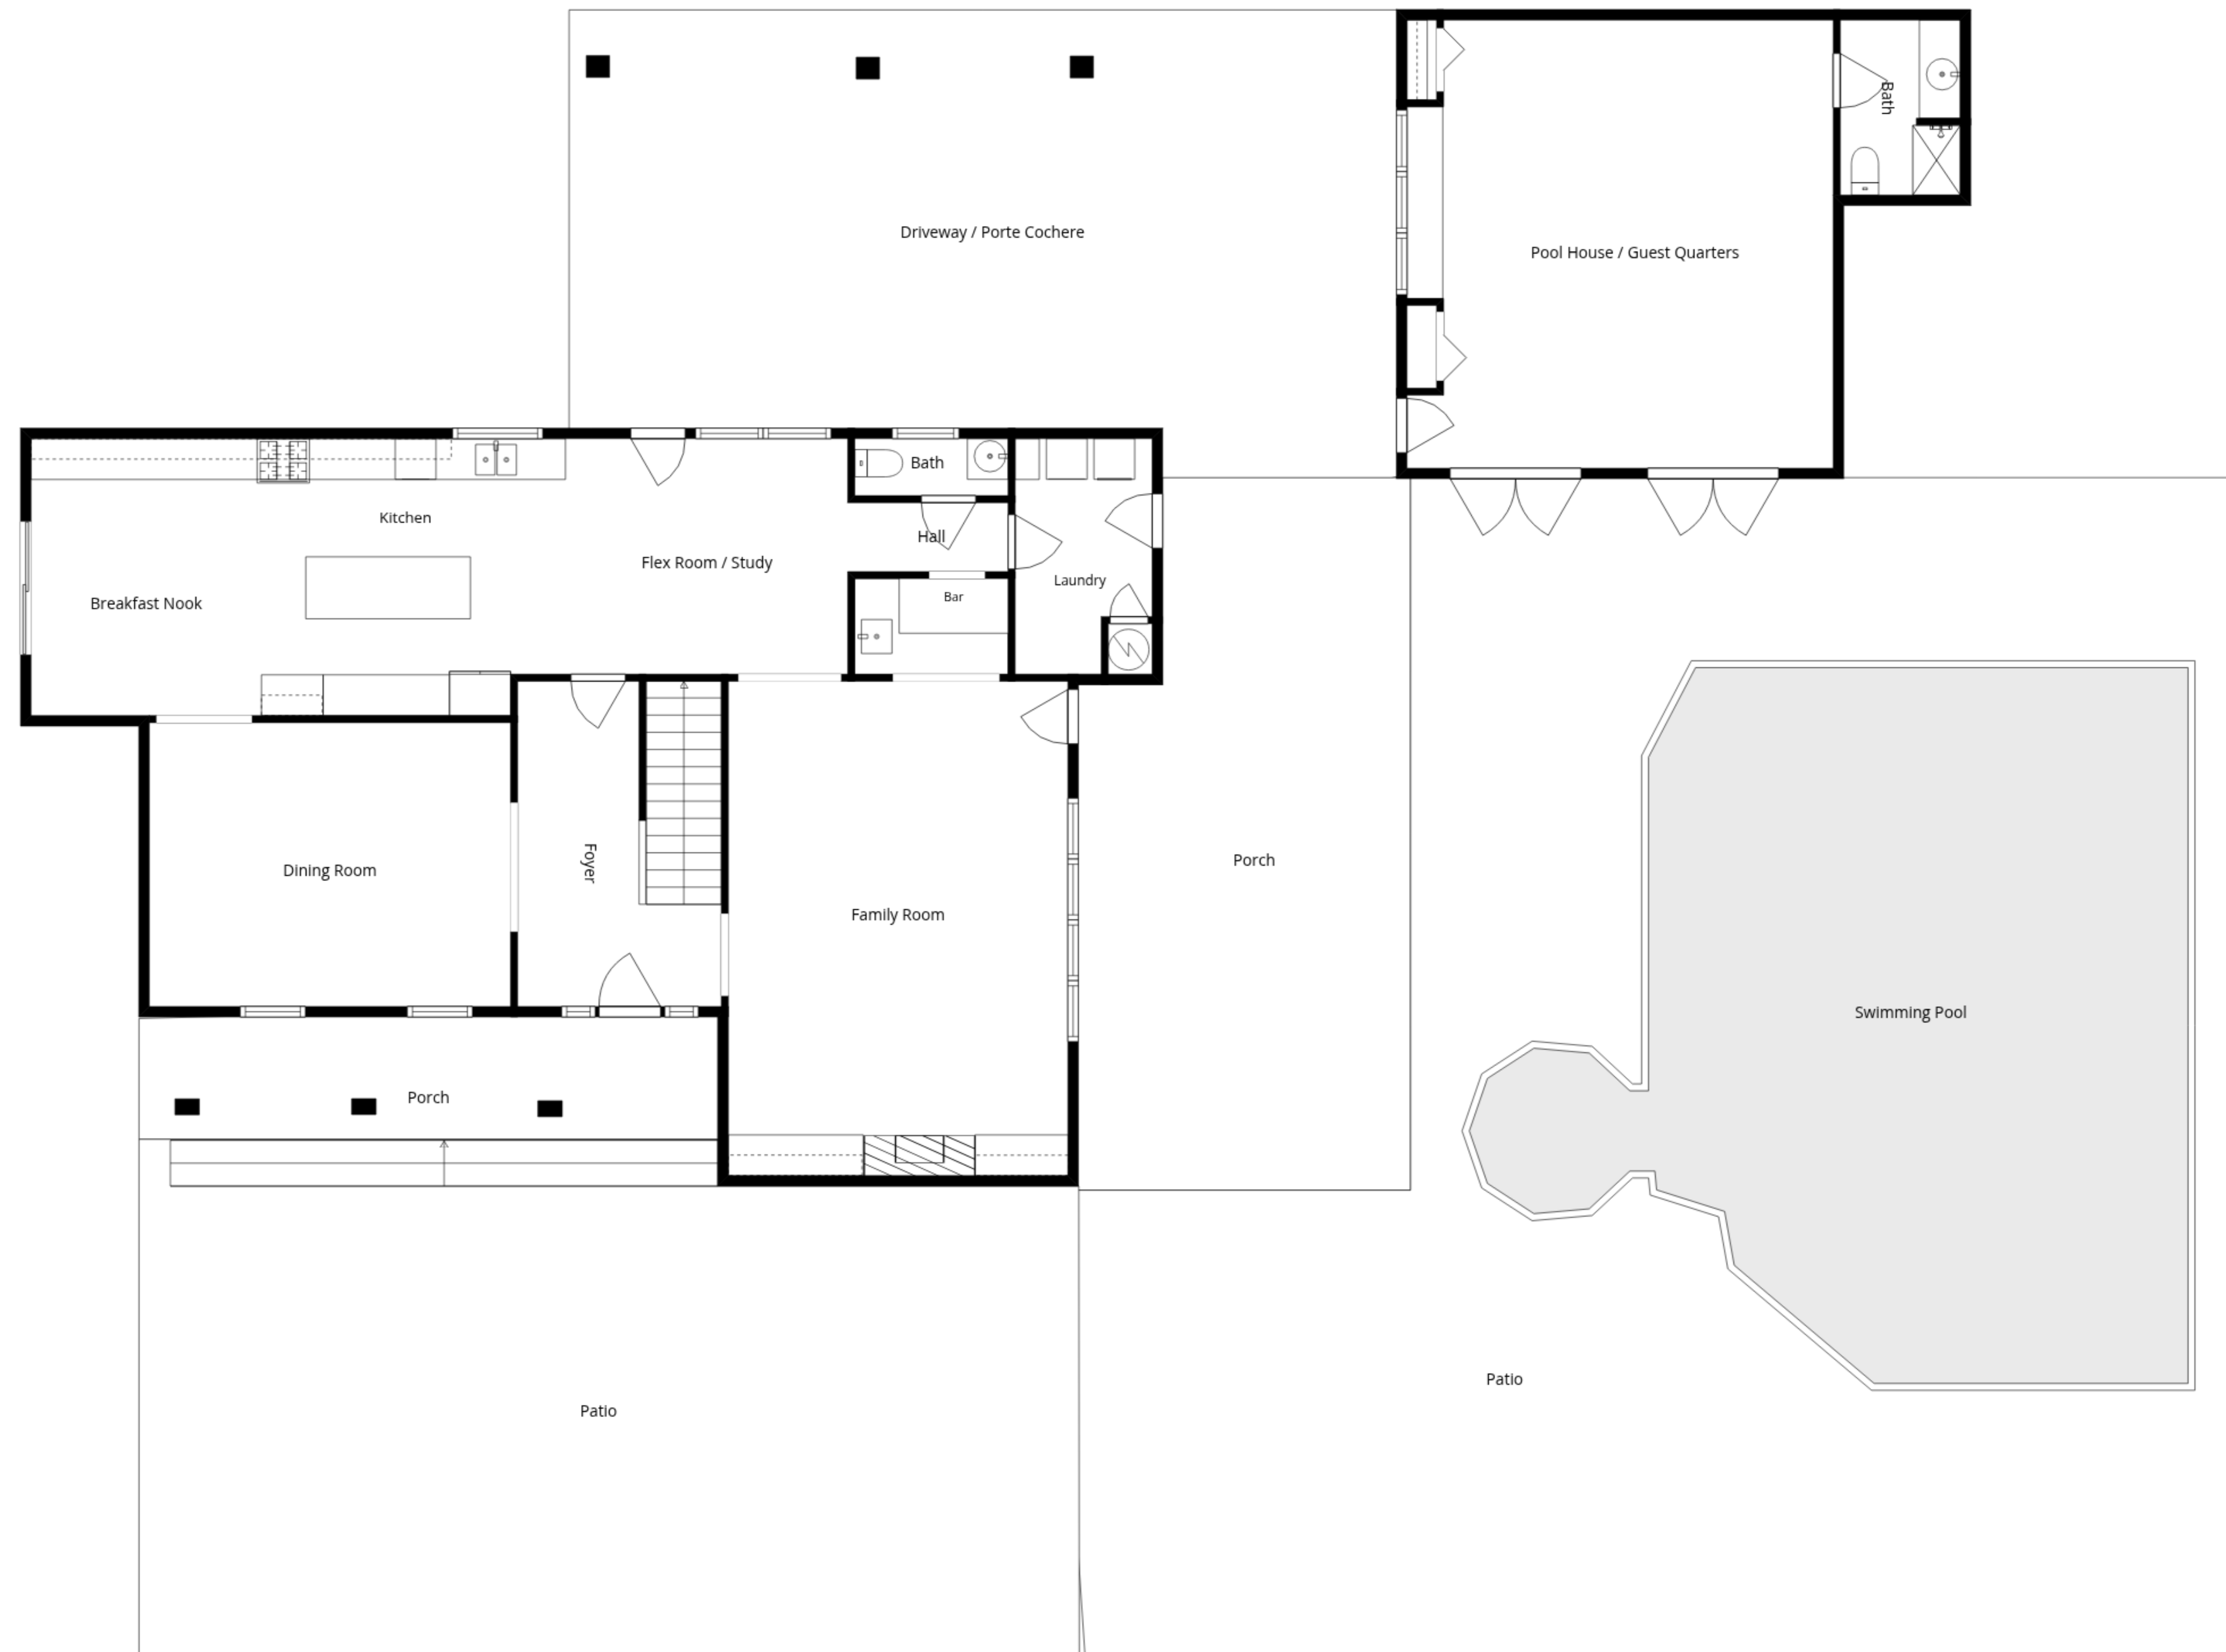 Bath
Driveway / Porte Cochere
Pool House / Guest Quarters
Bath
Kitchen
Hall
Flex Room / Study
Laundry
Breakfast Nook
Bar
Foyer
Dining Room
Porch
Family Room
Swimming Pool
Porch
Patio
Patio